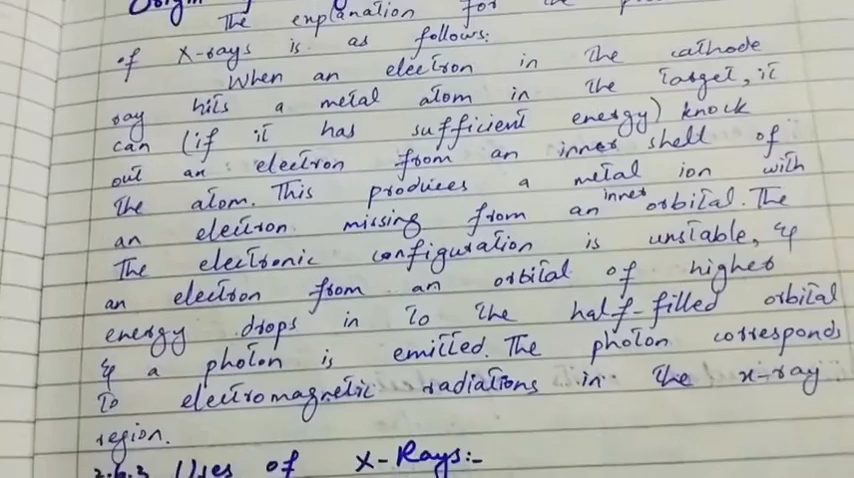 Origin
The explanation for the
of X-rays is as follows:
When an electron in the cathode
ray hits a metal atom in the target, it
can (if it has sufficient energy) knock
out an electron from an inner shell of
the atom. This produces a metal ion with
an electron missing from an inner orbital. The
The electronic configuration is unstable, &
an electron from an orbital of higher
energy drops in to the half-filled orbital
& a photon is emitted. The photon corresponds
to electromagnetic radiations in the x-ray
region.
2.6.3 Uses of X-Rays:-